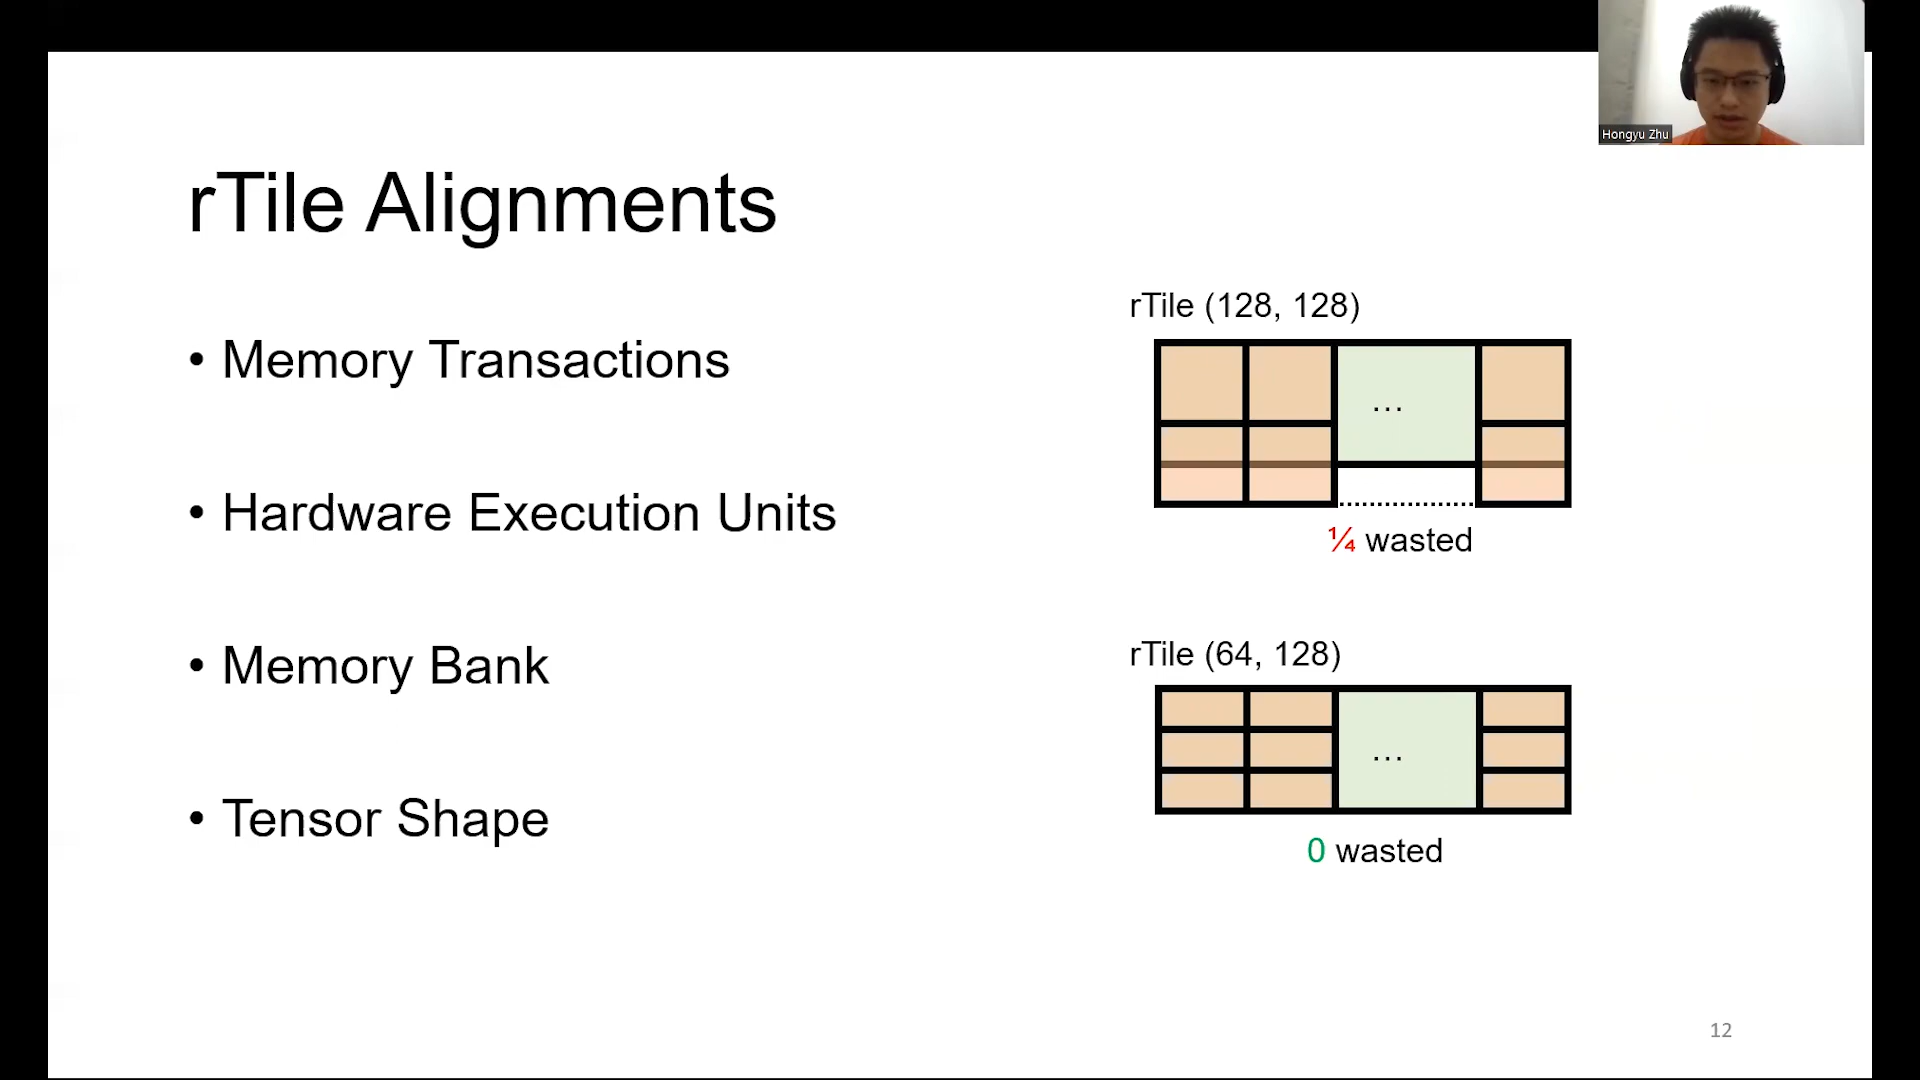 Hongyu Zhu
rTile Alignments
• Memory Transactions
• Hardware Execution Units
• Memory Bank
• Tensor Shape
rTile (128, 128)
...
¼ wasted
rTile (64, 128)
...
0 wasted
12